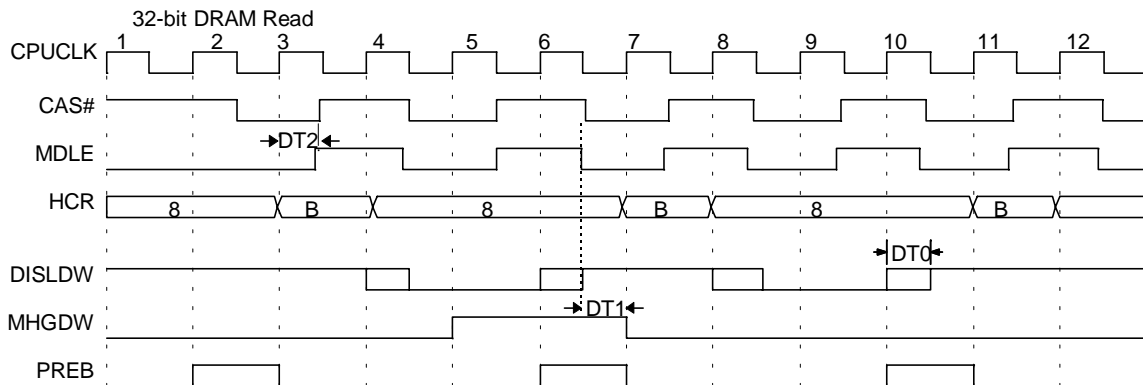 32-bit DRAM Read
CPUCLK 1 2 3 4 5 6 7 8 9 10 11 12
CAS#
DT2
MDLE
HCR 8 B 8 B 8 B
DT0
DISLDW
DT1
MHGDW
PREB